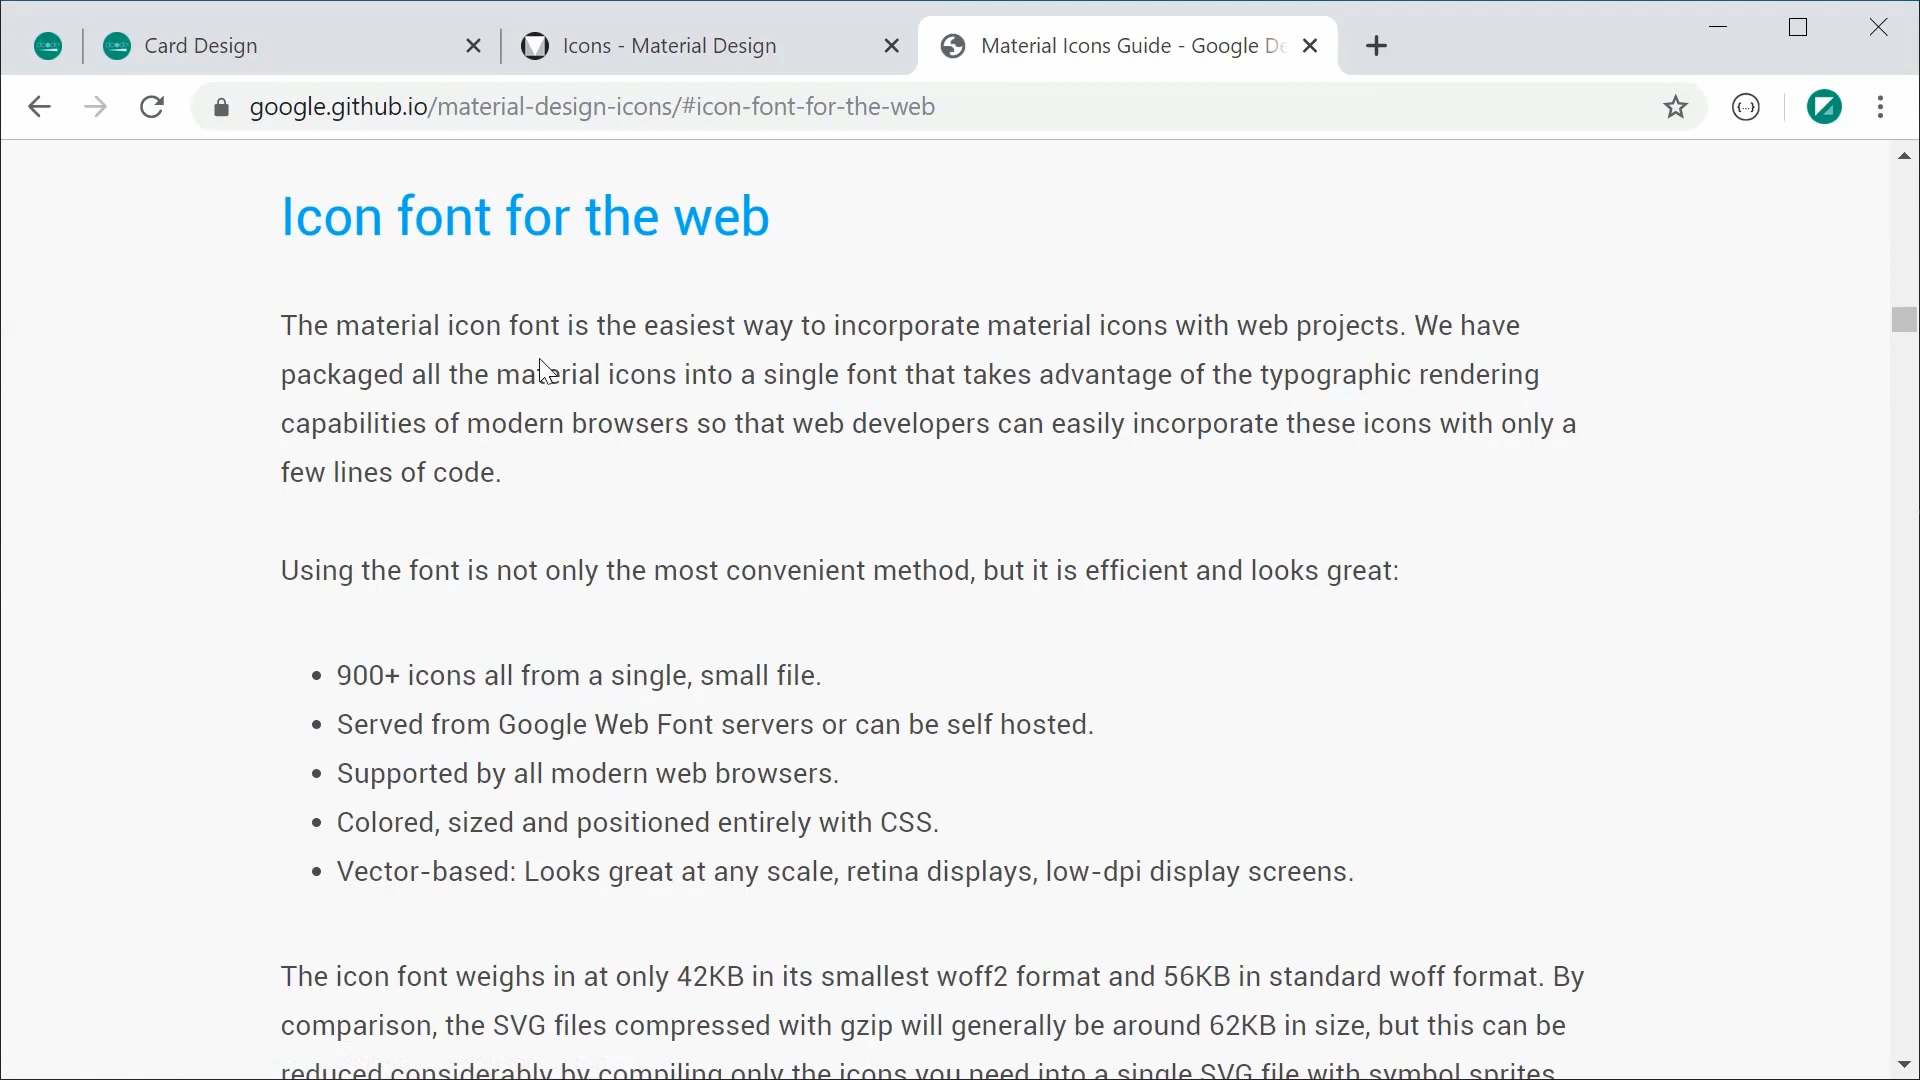 Card Design
Icons - Material Design
Material Icons Guide - Google De
google.github.io/material-design-icons/#icon-font-for-the-web
Icon font for the web
The material icon font is the easiest way to incorporate material icons with web projects. We have
packaged all the material icons into a single font that takes advantage of the typographic rendering
capabilities of modern browsers so that web developers can easily incorporate these icons with only a
few lines of code.
Using the font is not only the most convenient method, but it is efficient and looks great:
• 900+ icons all from a single, small file.
• Served from Google Web Font servers or can be self hosted.
• Supported by all modern web browsers.
• Colored, sized and positioned entirely with CSS.
• Vector-based: Looks great at any scale, retina displays, low-dpi display screens.
The icon font weighs in at only 42KB in its smallest woff2 format and 56KB in standard woff format. By
comparison, the SVG files compressed with gzip will generally be around 62KB in size, but this can be
reduced considerably by compiling only the icons you need into a single SVG file with symbol sprites.